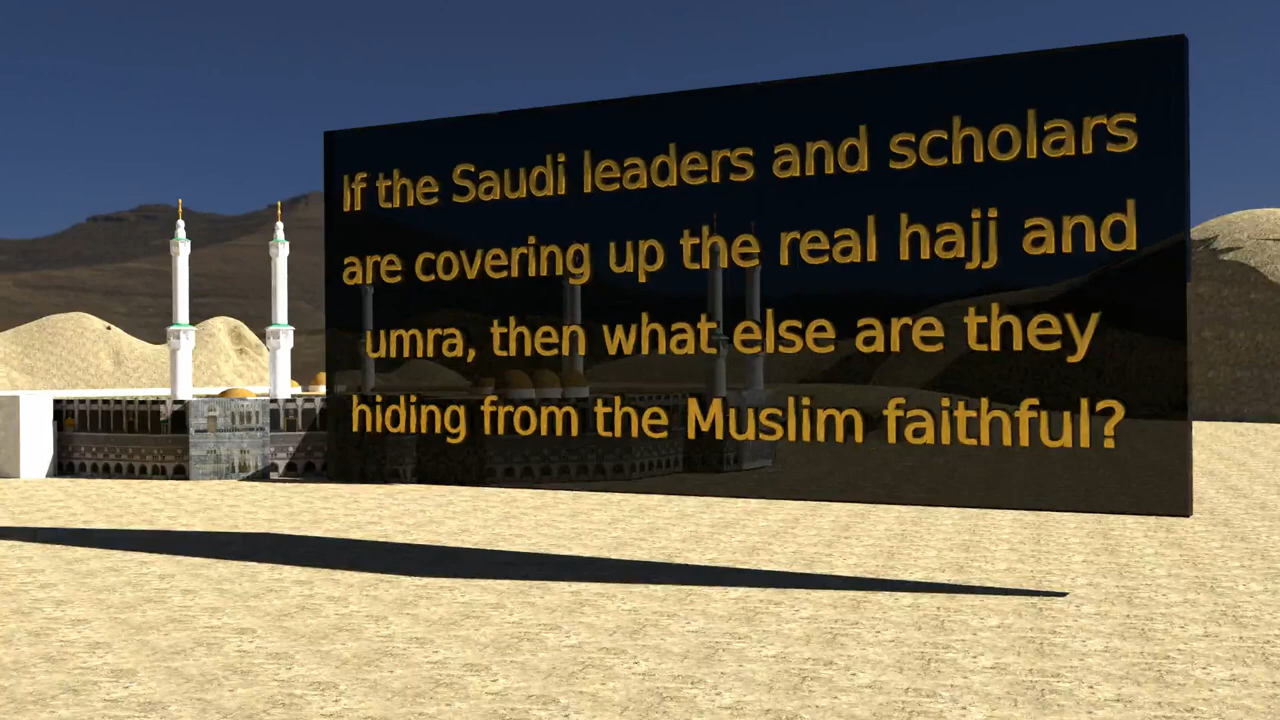 If the Saudi leaders and scholars
are covering up the real hajj and
umra, then what else are they
hiding from the Muslim faithful?